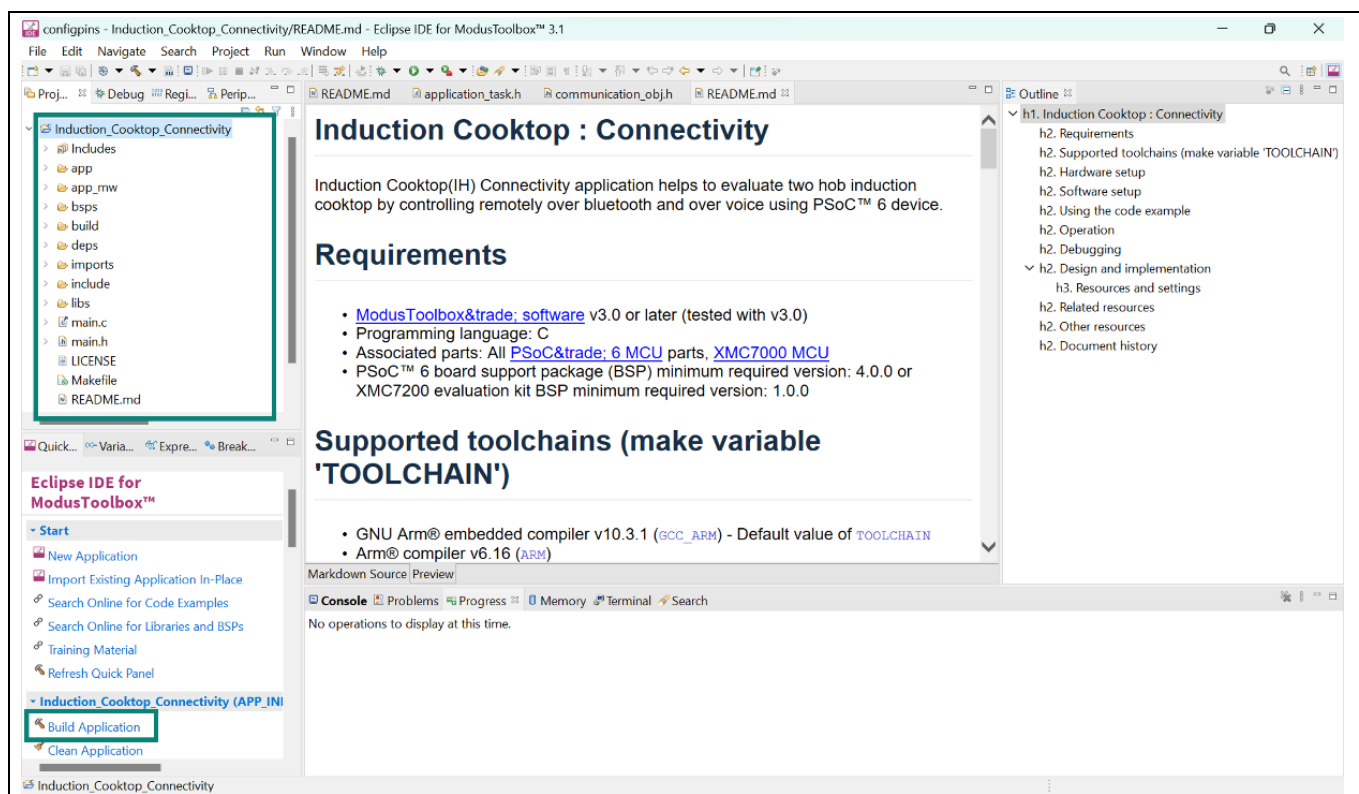 configpins - Induction_Cooktop_Connectivity/README.md - Eclipse IDE for ModusToolbox™ 3.1
File Edit Navigate Search Project Run Window Help
Proj... Debug Regi... Perip...
Induction_Cooktop_Connectivity
Includes
app
app_mw
bsps
build
deps
imports
include
libs
main.c
main.h
LICENSE
Makefile
README.md
Quick... Varia... Expre... Break...
Eclipse IDE for
ModusToolbox™
Start
New Application
Import Existing Application In-Place
Search Online for Code Examples
Search Online for Libraries and BSPs
Training Material
Refresh Quick Panel
Induction_Cooktop_Connectivity (APP_INI
Build Application
Clean Application
README.md application_task.h communication_obj.h README.md
Induction Cooktop : Connectivity
Induction Cooktop(IH) Connectivity application helps to evaluate two hob induction
cooktop by controlling remotely over bluetooth and over voice using PSoC™ 6 device.
Requirements
• ModusToolbox&trade; software v3.0 or later (tested with v3.0)
• Programming language: C
• Associated parts: All PSoC&trade; 6 MCU parts, XMC7000 MCU
• PSoC™ 6 board support package (BSP) minimum required version: 4.0.0 or
XMC7200 evaluation kit BSP minimum required version: 1.0.0
Supported toolchains (make variable
'TOOLCHAIN')
• GNU Arm® embedded compiler v10.3.1 (GCC_ARM) - Default value of TOOLCHAIN
• Arm® compiler v6.16 (ARM)
Markdown Source Preview
Console Problems Progress Memory Terminal Search
No operations to display at this time.
Outline
h1. Induction Cooktop : Connectivity
h2. Requirements
h2. Supported toolchains (make variable 'TOOLCHAIN')
h2. Hardware setup
h2. Software setup
h2. Using the code example
h2. Operation
h2. Debugging
h2. Design and implementation
h3. Resources and settings
h2. Related resources
h2. Other resources
h2. Document history
Induction_Cooktop_Connectivity